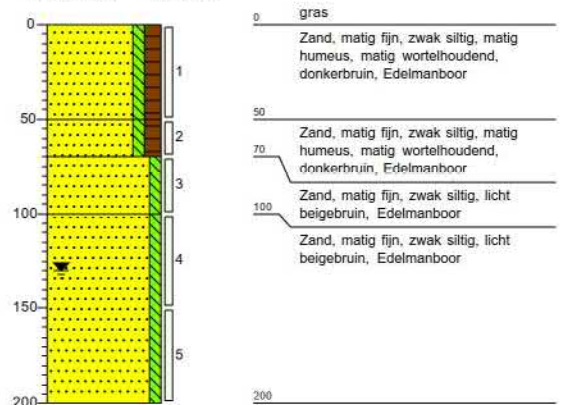 0
50
100
150
200
1
2
3
4
5
0
gras
Zand, matig fijn, zwak siltig, matig
humeus, matig wortelhoudend,
donkerbruin, Edelmanboor
50
Zand, matig fijn, zwak siltig, matig
humeus, matig wortelhoudend,
donkerbruin, Edelmanboor
70
Zand, matig fijn, zwak siltig, licht
beigebruin, Edelmanboor
100
Zand, matig fijn, zwak siltig, licht
beigebruin, Edelmanboor
200